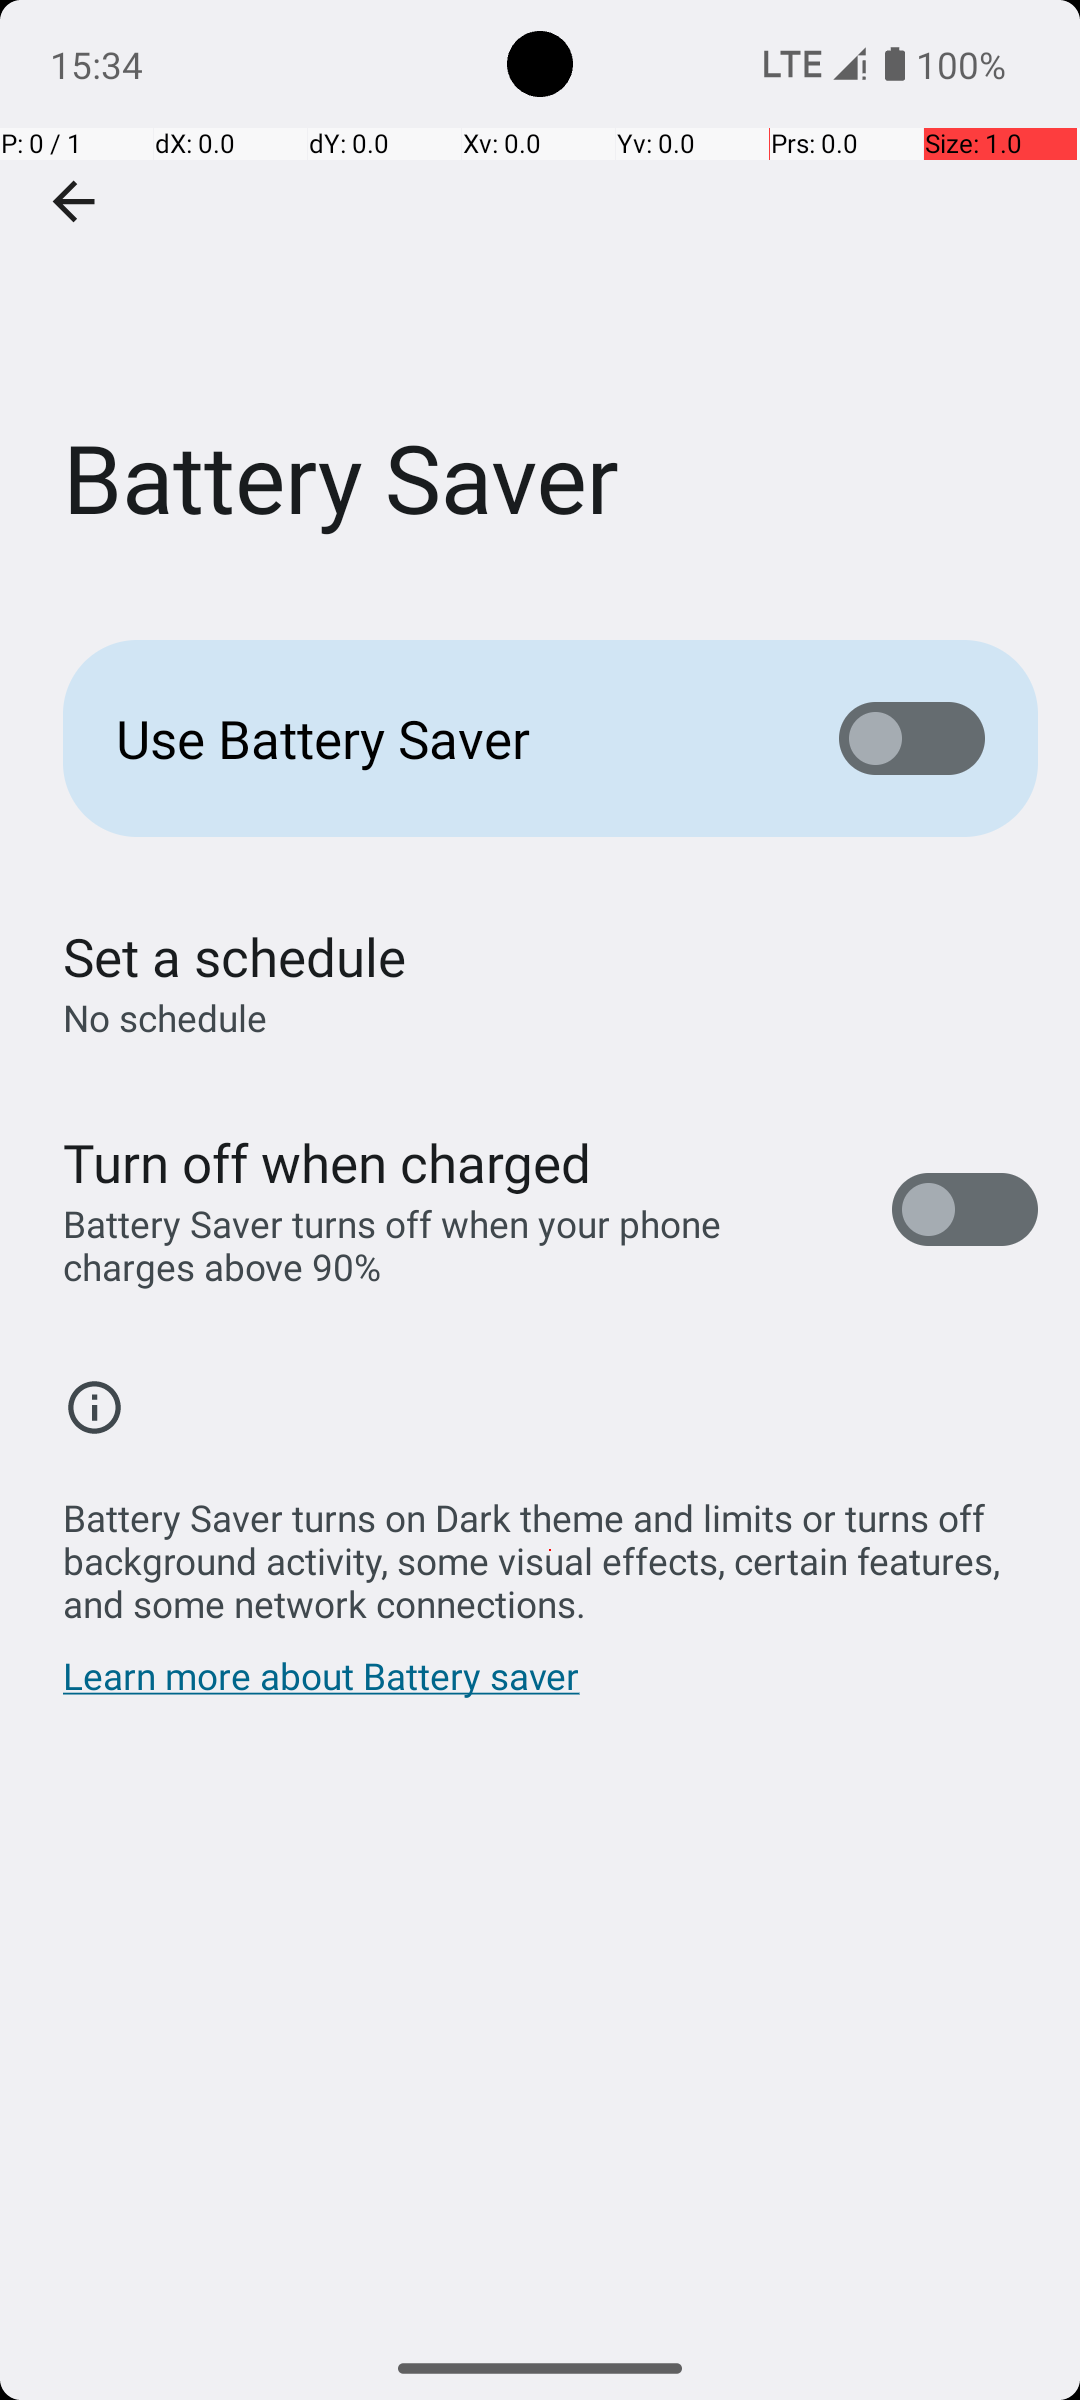 15:34
LTE 100%
P: 0 / 1 dX: 0.0 dY: 0.0 Xv: 0.0 Yv: 0.0 Prs: 0.0 Size: 1.0
Battery Saver
Use Battery Saver
Set a schedule
No schedule
Turn off when charged
Battery Saver turns off when your phone
charges above 90%
Battery Saver turns on Dark theme and limits or turns off
background activity, some visual effects, certain features,
and some network connections.
Learn more about Battery saver